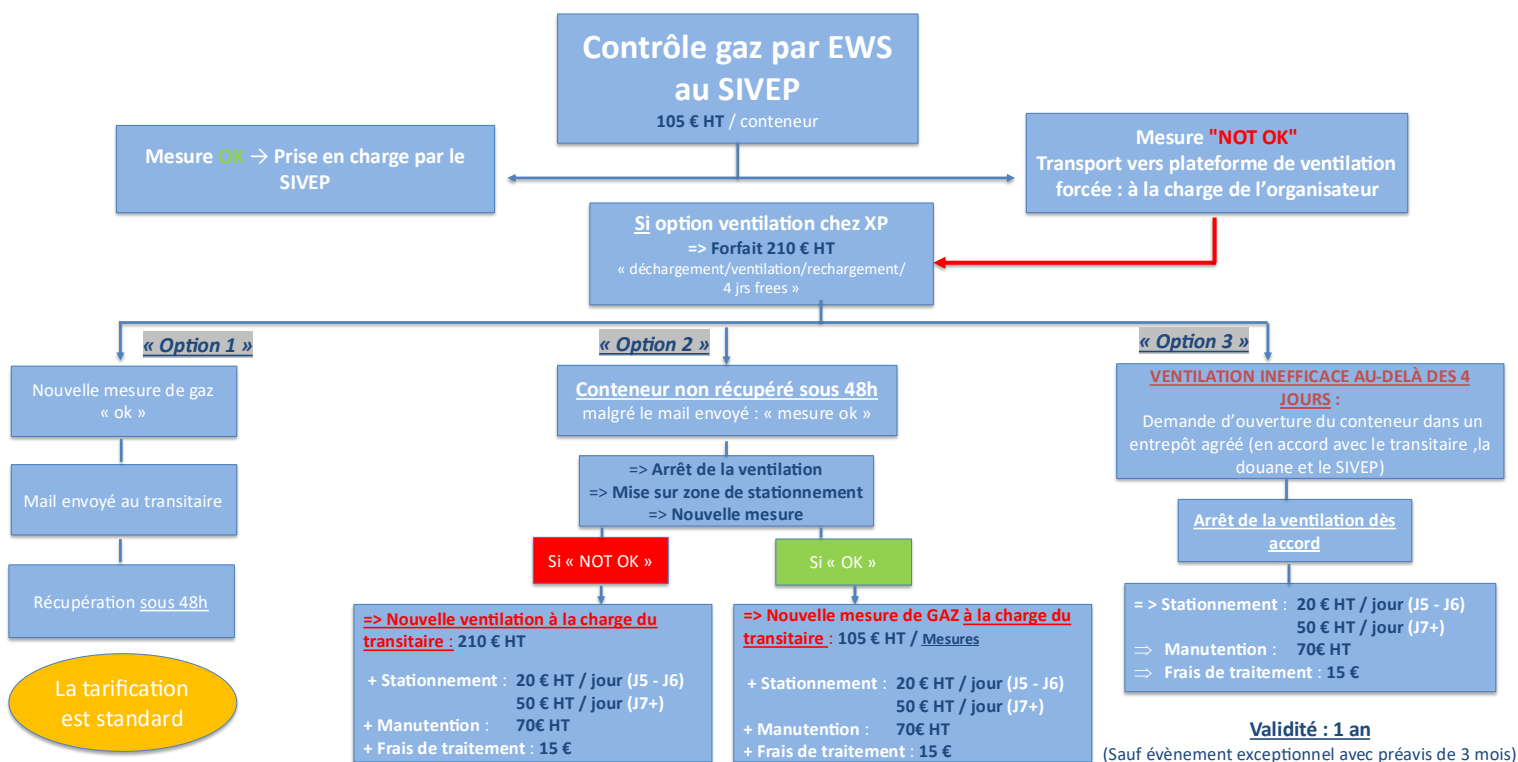 Contrôle gaz par EWS
au SIVEP
105 € HT / conteneur
Mesure OK → Prise en charge par le
SIVEP
Mesure "NOT OK"
Transport vers plateforme de ventilation
forcée : à la charge de l’organisateur
Si option ventilation chez XP
=> Forfait 210 € HT
« déchargement/ventilation/rechargement/
4 jrs frees »
« Option 1 »
Nouvelle mesure de gaz
« ok »
Mail envoyé au transitaire
Récupération sous 48h
La tarification
est standard
« Option 2 »
Conteneur non récupéré sous 48h
malgré le mail envoyé : « mesure ok »
=> Arrêt de la ventilation
=> Mise sur zone de stationnement
=> Nouvelle mesure
Si « NOT OK »
=> Nouvelle ventilation à la charge du
transitaire : 210 € HT
+ Stationnement : 20 € HT / jour (J5 - J6)
50 € HT / jour (J7+)
+ Manutention : 70€ HT
+ Frais de traitement : 15 €
Si « OK »
=> Nouvelle mesure de GAZ à la charge du
transitaire : 105 € HT / Mesures
+ Stationnement : 20 € HT / jour (J5 - J6)
50 € HT / jour (J7+)
+ Manutention : 70€ HT
+ Frais de traitement : 15 €
« Option 3 »
VENTILATION INEFFICACE AU-DELÀ DES 4
JOURS :
Demande d’ouverture du conteneur dans un
entrepôt agréé (en accord avec le transitaire ,la
douane et le SIVEP)
Arrêt de la ventilation dès
accord
= > Stationnement : 20 € HT / jour (J5 - J6)
50 € HT / jour (J7+)
⇒ Manutention : 70€ HT
⇒ Frais de traitement : 15 €
Validité : 1 an
(Sauf évènement exceptionnel avec préavis de 3 mois)